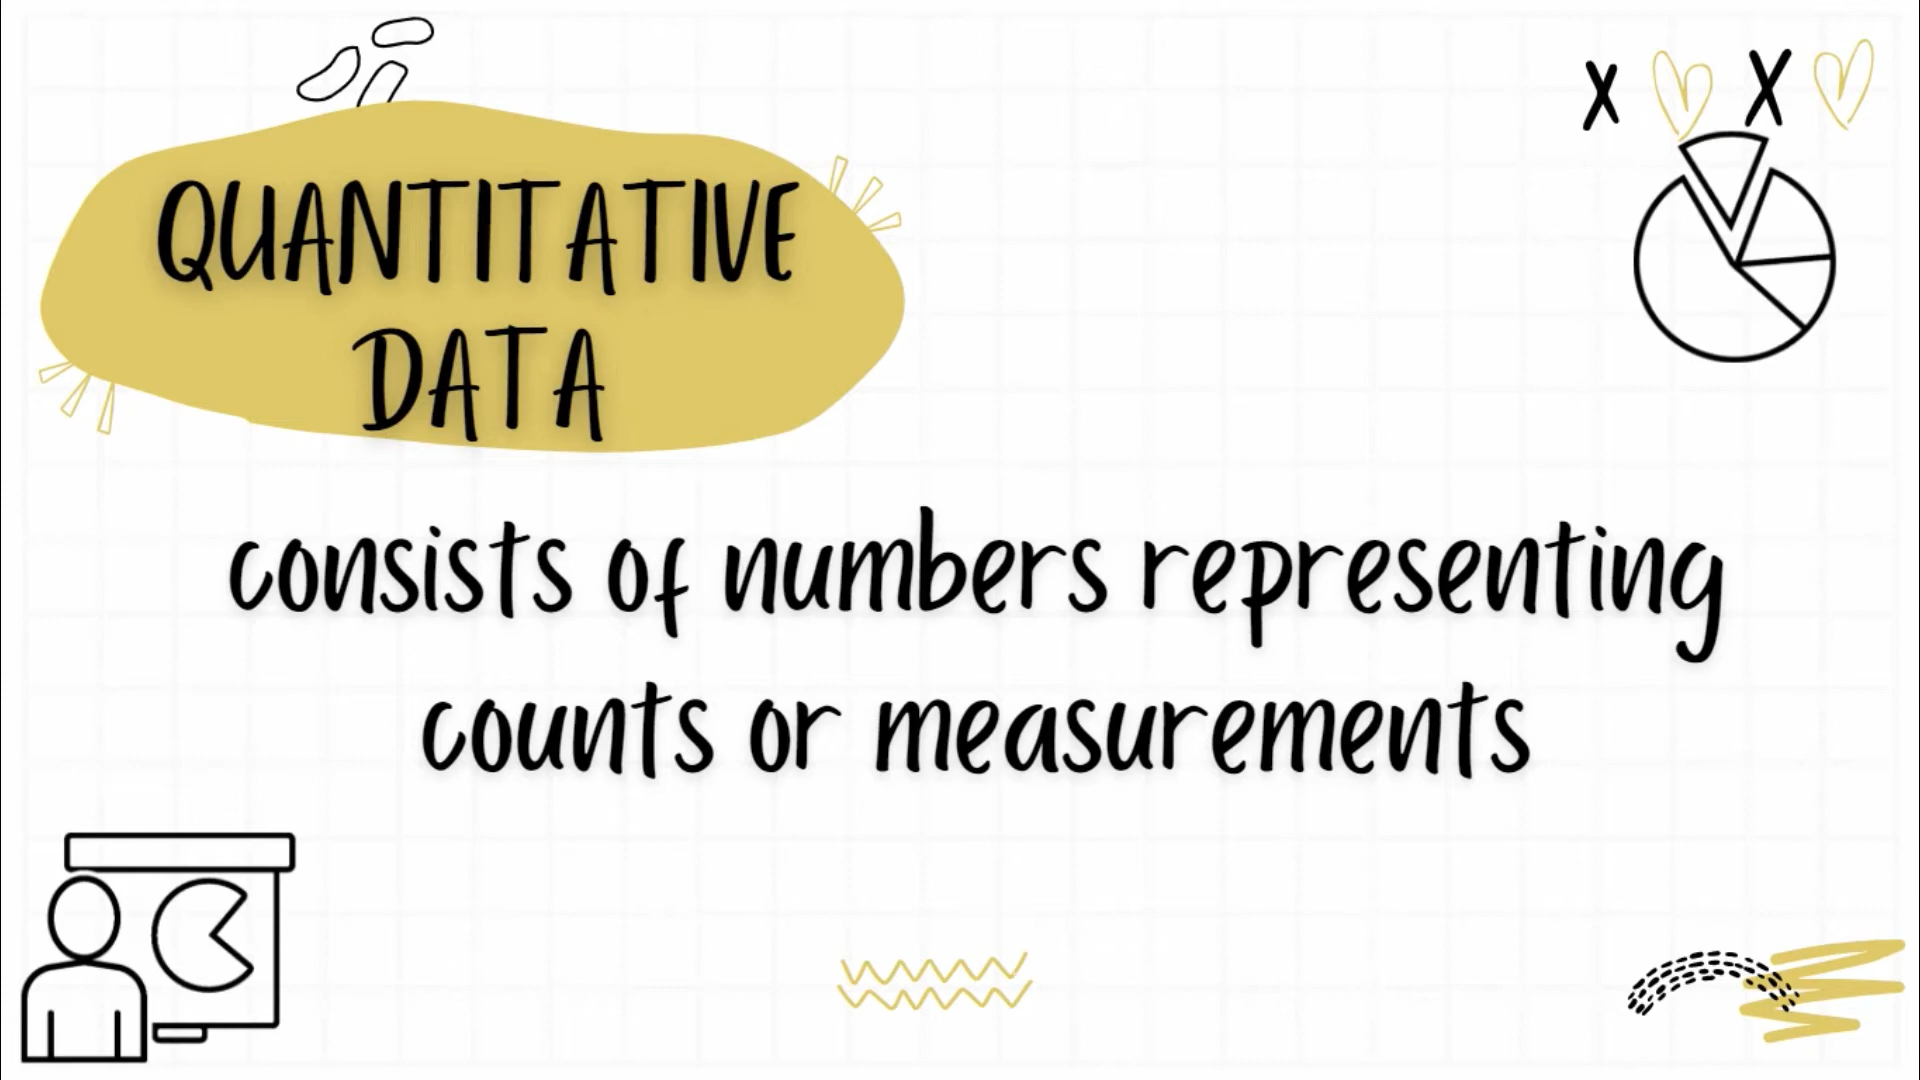 QUANTITATIVE
DATA
consists of numbers representing
counts or measurements